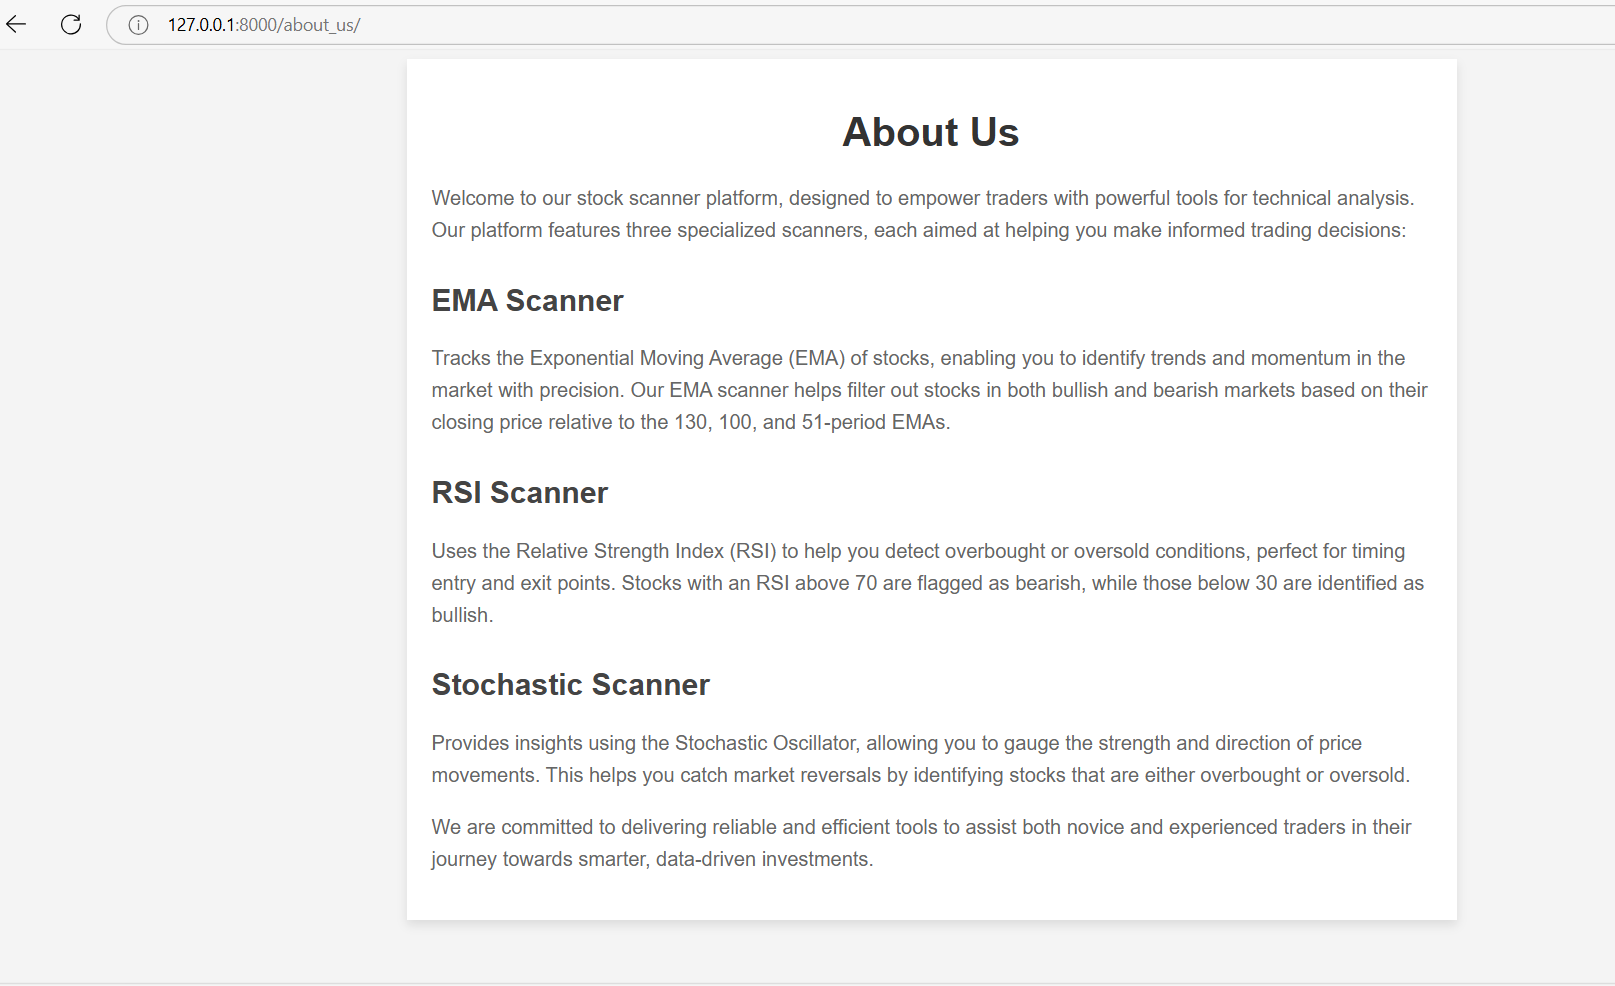 127.0.0.1:8000/about_us/
About Us
Welcome to our stock scanner platform, designed to empower traders with powerful tools for technical analysis.
Our platform features three specialized scanners, each aimed at helping you make informed trading decisions:
EMA Scanner
Tracks the Exponential Moving Average (EMA) of stocks, enabling you to identify trends and momentum in the
market with precision. Our EMA scanner helps filter out stocks in both bullish and bearish markets based on their
closing price relative to the 130, 100, and 51-period EMAs.
RSI Scanner
Uses the Relative Strength Index (RSI) to help you detect overbought or oversold conditions, perfect for timing
entry and exit points. Stocks with an RSI above 70 are flagged as bearish, while those below 30 are identified as
bullish.
Stochastic Scanner
Provides insights using the Stochastic Oscillator, allowing you to gauge the strength and direction of price
movements. This helps you catch market reversals by identifying stocks that are either overbought or oversold.
We are committed to delivering reliable and efficient tools to assist both novice and experienced traders in their
journey towards smarter, data-driven investments.